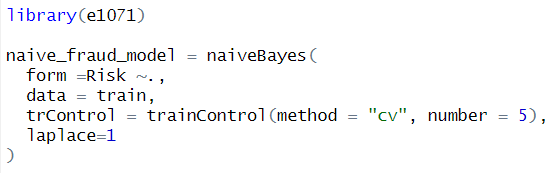 library(e1071)

naive_fraud_model = naiveBayes(
  form =Risk ~.,
  data = train,
  trControl = trainControl(method = "cv", number = 5),
  laplace=1
)